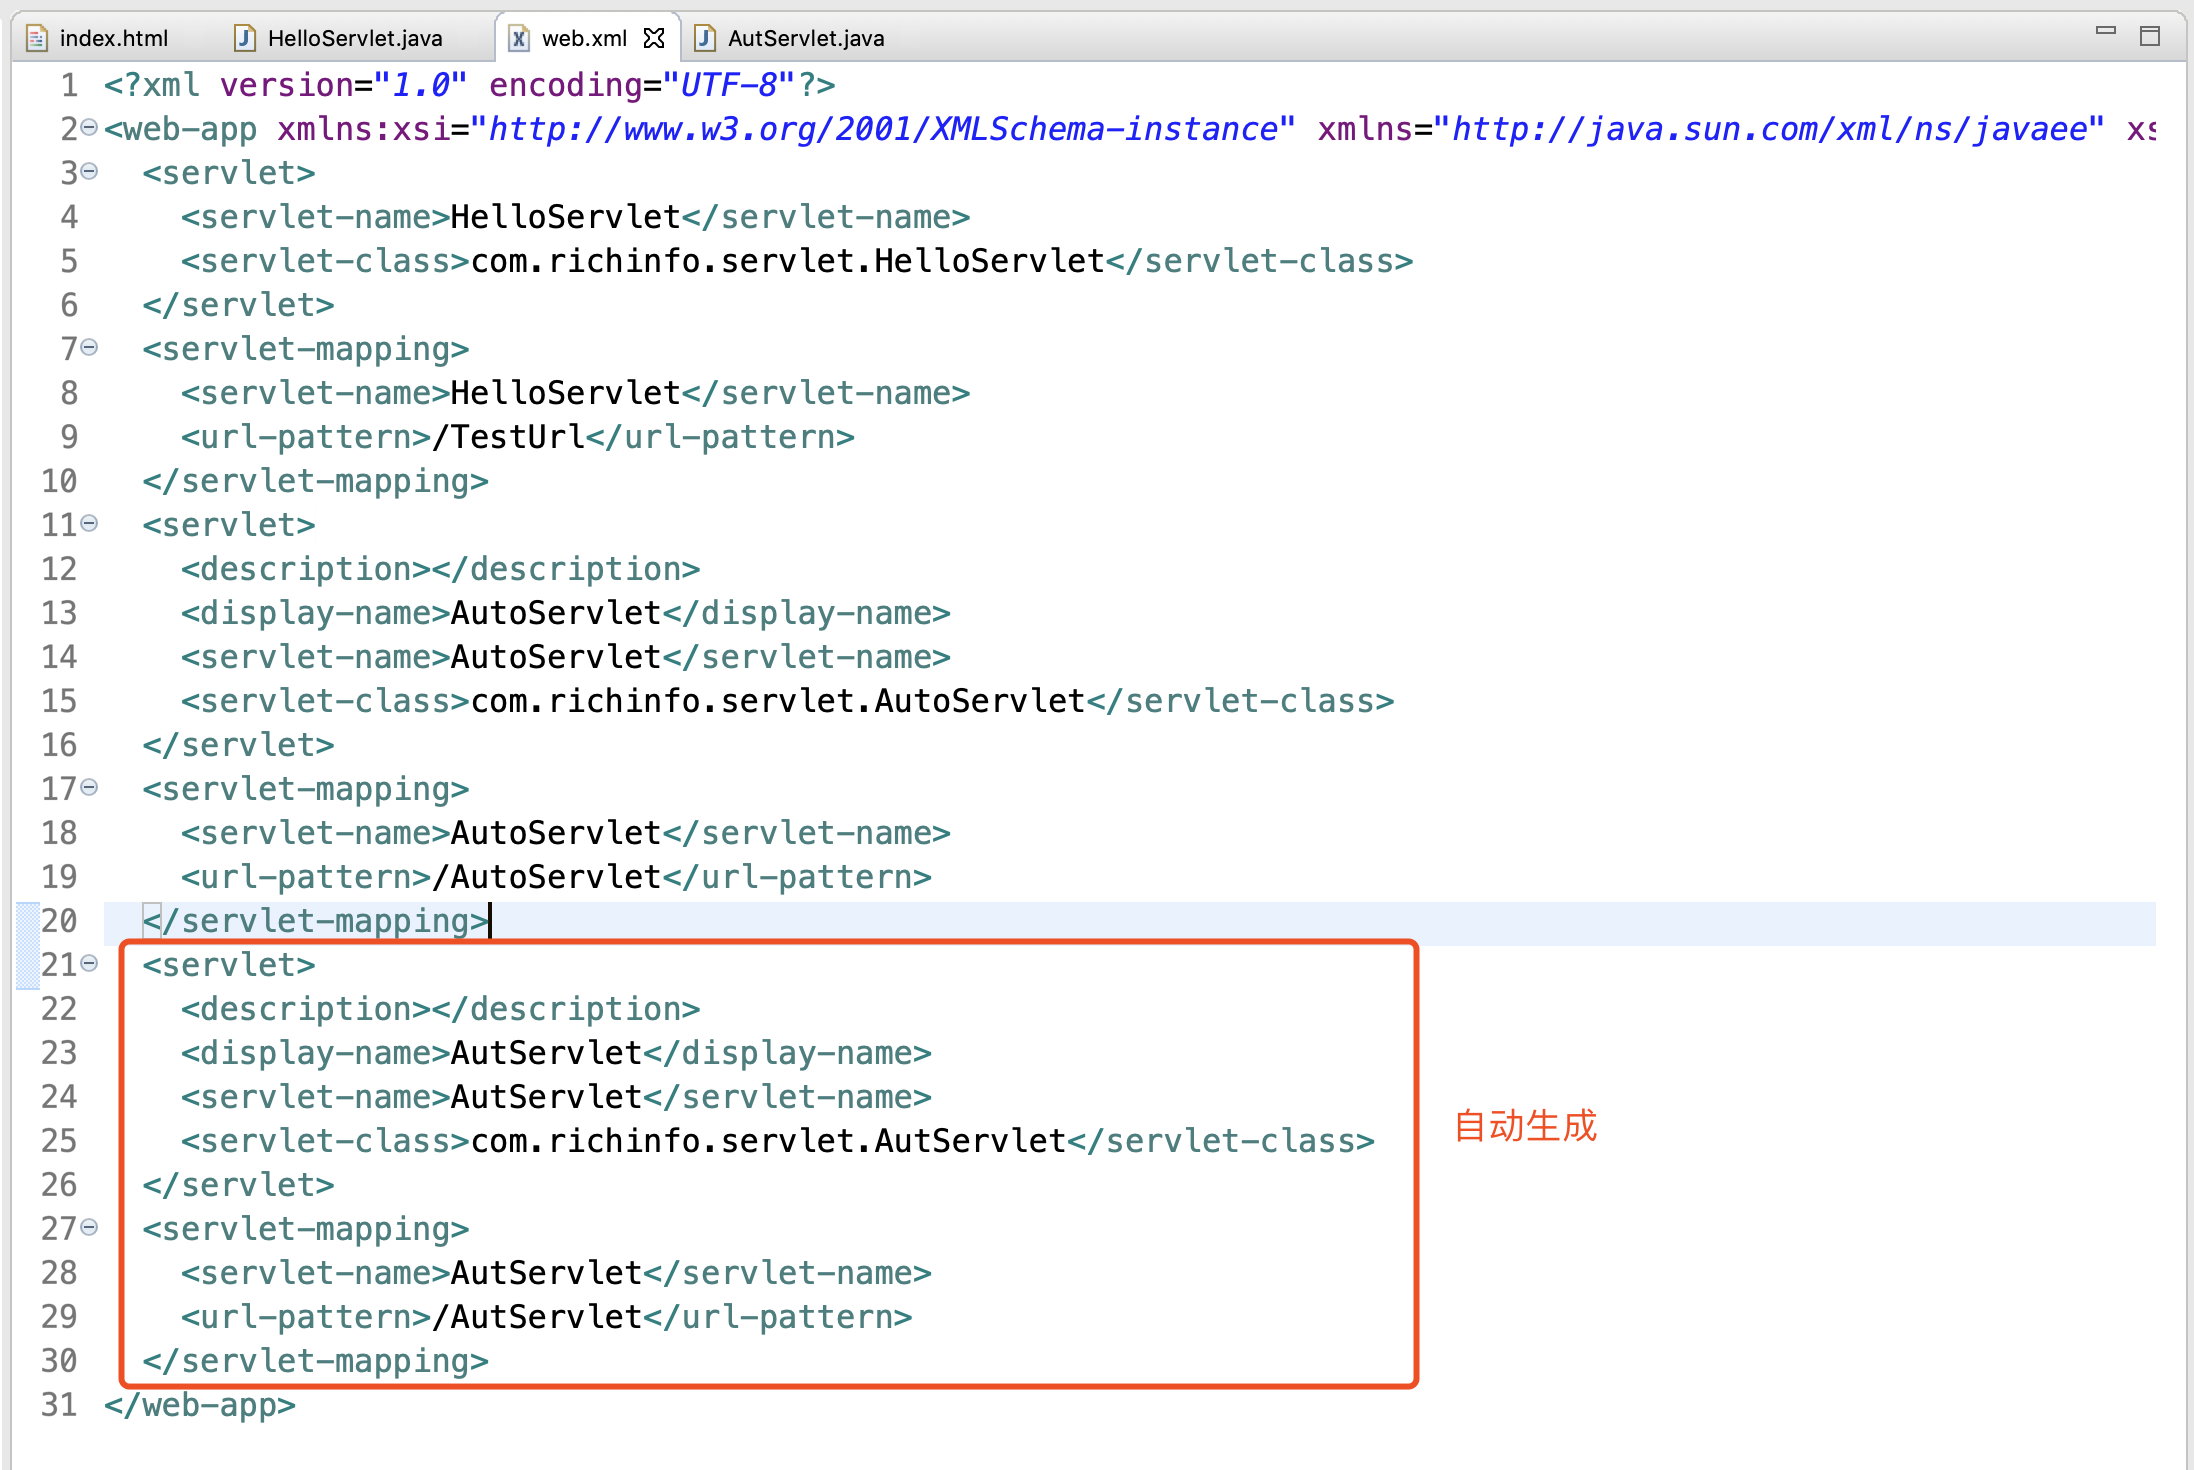 index.html
HelloServlet.java
web.xml
AutServlet.java
1 <?xml version="1.0" encoding="UTF-8"?>
2 <web-app xmlns:xsi="http://www.w3.org/2001/XMLSchema-instance" xmlns="http://java.sun.com/xml/ns/javaee" xs
3   <servlet>
4     <servlet-name>HelloServlet</servlet-name>
5     <servlet-class>com.richinfo.servlet.HelloServlet</servlet-class>
6   </servlet>
7   <servlet-mapping>
8     <servlet-name>HelloServlet</servlet-name>
9     <url-pattern>/TestUrl</url-pattern>
10   </servlet-mapping>
11   <servlet>
12     <description></description>
13     <display-name>AutoServlet</display-name>
14     <servlet-name>AutoServlet</servlet-name>
15     <servlet-class>com.richinfo.servlet.AutoServlet</servlet-class>
16   </servlet>
17   <servlet-mapping>
18     <servlet-name>AutoServlet</servlet-name>
19     <url-pattern>/AutoServlet</url-pattern>
20   </servlet-mapping>
21   <servlet>
22     <description></description>
23     <display-name>AutServlet</display-name>
24     <servlet-name>AutServlet</servlet-name>
25     <servlet-class>com.richinfo.servlet.AutServlet</servlet-class>
26   </servlet>
27   <servlet-mapping>
28     <servlet-name>AutServlet</servlet-name>
29     <url-pattern>/AutServlet</url-pattern>
30   </servlet-mapping>
31 </web-app>
自动生成